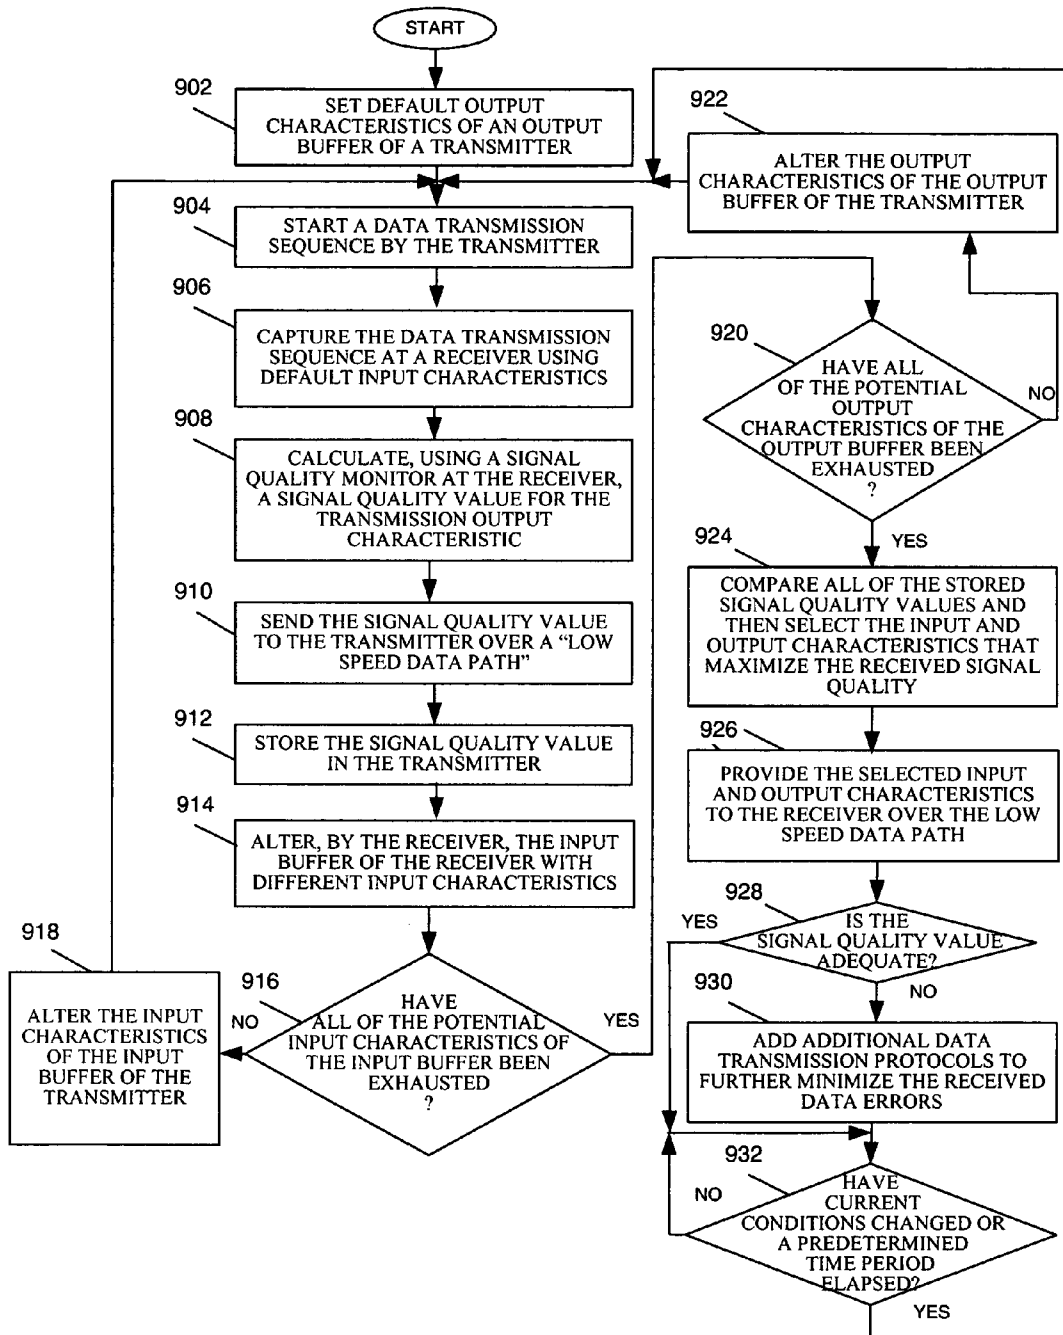 START
902
SET DEFAULT OUTPUT
CHARACTERISTICS OF AN OUTPUT
BUFFER OF A TRANSMITTER
904
START A DATA TRANSMISSION
SEQUENCE BY THE TRANSMITTER
906
CAPTURE THE DATA TRANSMISSION
SEQUENCE AT A RECEIVER USING
DEFAULT INPUT CHARACTERISTICS
908
CALCULATE, USING A SIGNAL
QUALITY MONITOR AT THE RECEIVER,
A SIGNAL QUALITY VALUE FOR THE
TRANSMISSION OUTPUT
CHARACTERISTIC
910
SEND THE SIGNAL QUALITY VALUE
TO THE TRANSMITTER OVER A "LOW
SPEED DATA PATH"
912
STORE THE SIGNAL QUALITY VALUE
IN THE TRANSMITTER
914
ALTER, BY THE RECEIVER, THE INPUT
BUFFER OF THE RECEIVER WITH
DIFFERENT INPUT CHARACTERISTICS
916
HAVE
ALL OF THE POTENTIAL
INPUT CHARACTERISTICS OF
THE INPUT BUFFER BEEN
EXHAUSTED
?
NO
YES
918
ALTER THE INPUT
CHARACTERISTICS
OF THE INPUT
BUFFER OF THE
TRANSMITTER
920
HAVE ALL
OF THE POTENTIAL
OUTPUT
CHARACTERISTICS OF THE
OUTPUT BUFFER BEEN
EXHAUSTED
?
NO
YES
922
ALTER THE OUTPUT
CHARACTERISTICS OF THE OUTPUT
BUFFER OF THE TRANSMITTER
924
COMPARE ALL OF THE STORED
SIGNAL QUALITY VALUES AND
THEN SELECT THE INPUT AND
OUTPUT CHARACTERISTICS THAT
MAXIMIZE THE RECEIVED SIGNAL
QUALITY
926
PROVIDE THE SELECTED INPUT
AND OUTPUT CHARACTERISTICS
TO THE RECEIVER OVER THE LOW
SPEED DATA PATH
928
IS THE
SIGNAL QUALITY VALUE
ADEQUATE?
YES
NO
930
ADD ADDITIONAL DATA
TRANSMISSION PROTOCOLS TO
FURTHER MINIMIZE THE RECEIVED
DATA ERRORS
932
HAVE
CURRENT
CONDITIONS CHANGED OR
A PREDETERMINED
TIME PERIOD
ELAPSED?
NO
YES